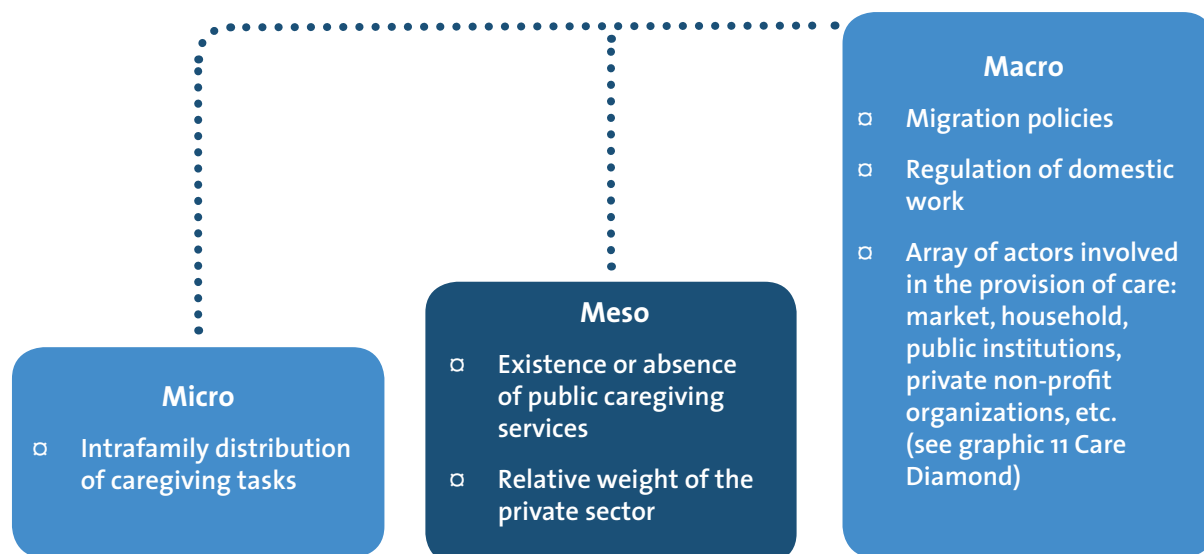 Micro
¤ Intrafamily distribution
of caregiving tasks
Meso
¤ Existence or absence
of public caregiving
services
¤ Relative weight of the
private sector
Macro
¤ Migration policies
¤ Regulation of domestic
work
¤ Array of actors involved
in the provision of care:
market, household,
public institutions,
private non-profit
organizations, etc.
(see graphic 11 Care
Diamond)